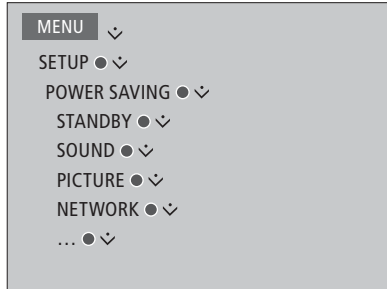 MENU
SETUP
POWER SAVING
STANDBY
SOUND
PICTURE
NETWORK
…